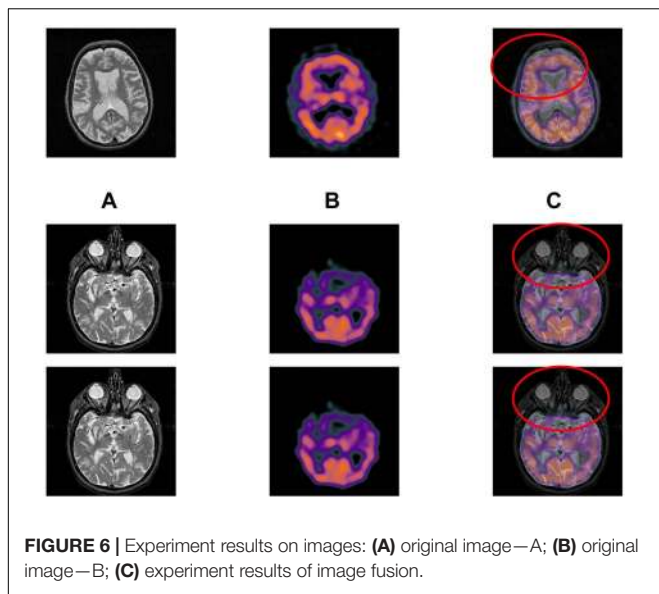 A B C
FIGURE 6 | Experiment results on images: (A) original image—A; (B) original
image—B; (C) experiment results of image fusion.